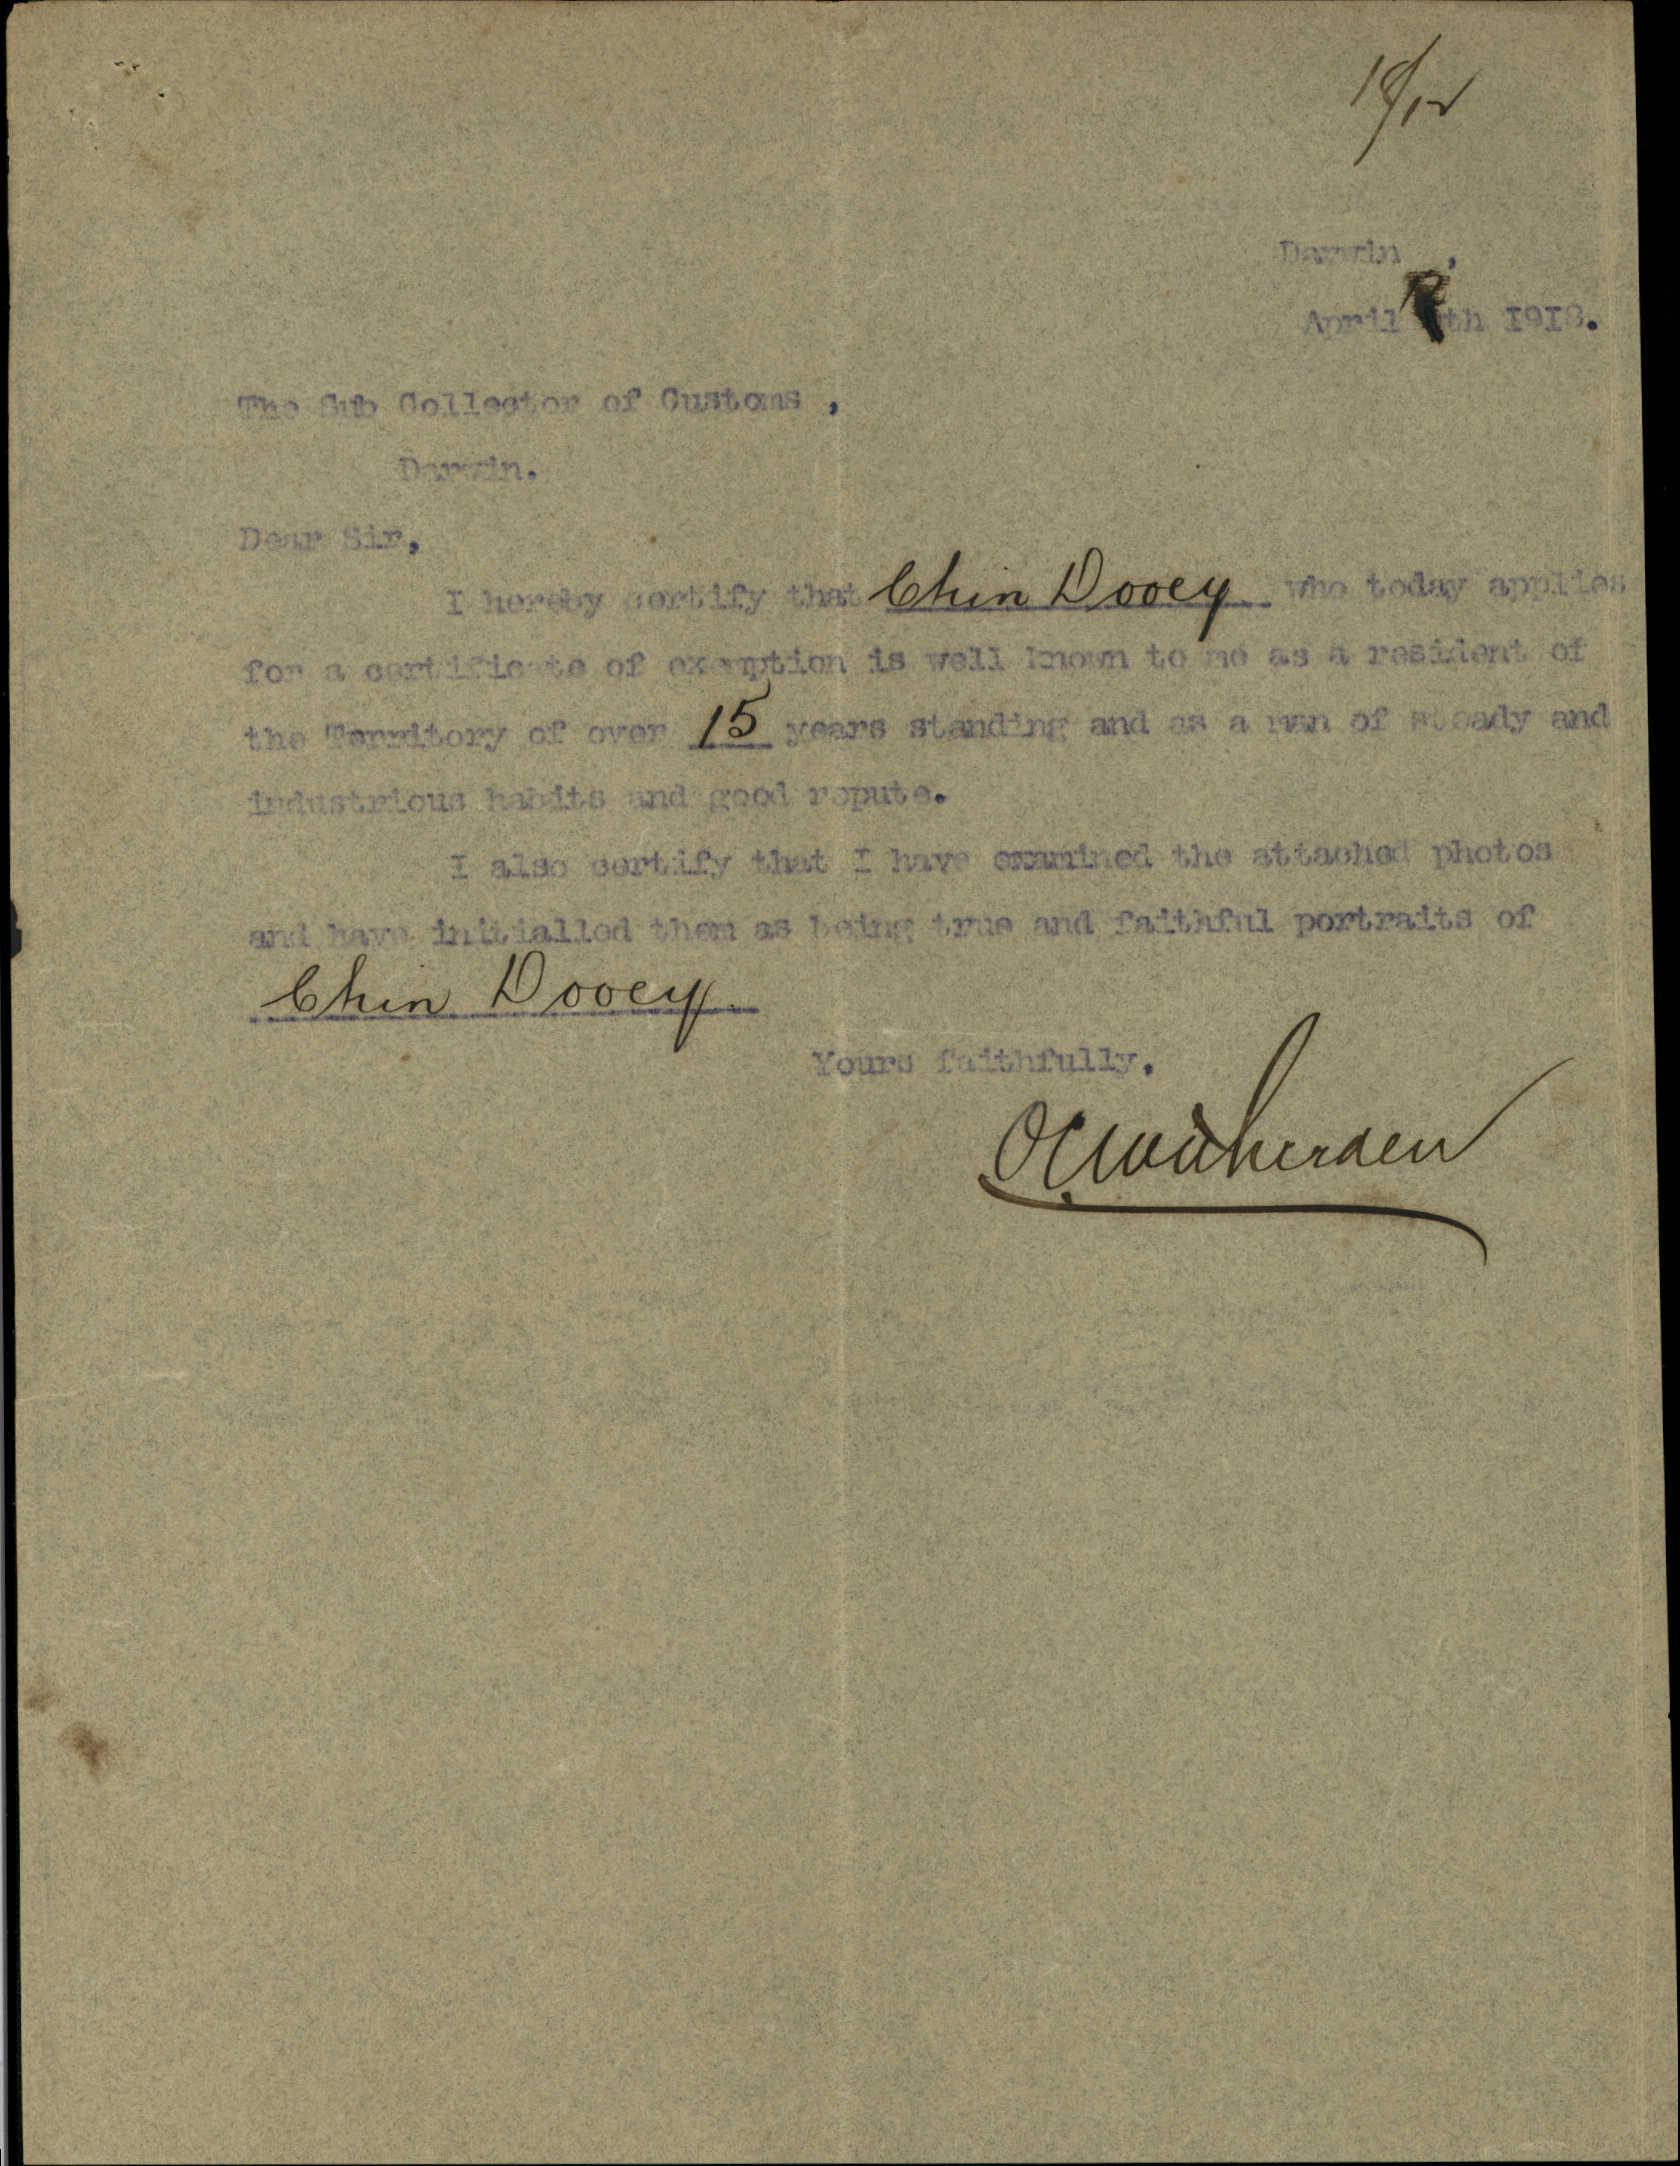 18/12
Darwin ,
April th 1918.
The Sub Collector of Customs ,
Darwin.
Dear Sir,
I hereby certify that Chin Dooey who today applies
for a certificate of exemption is well known to me as a resident of
the Territory of over 15 years standing and as a man of steady and
industrious habits and good repute.
I also certify that I have examined the attached photos
and have initialled them as being true and faithful portraits of
Chin Dooey.
Yours faithfully.